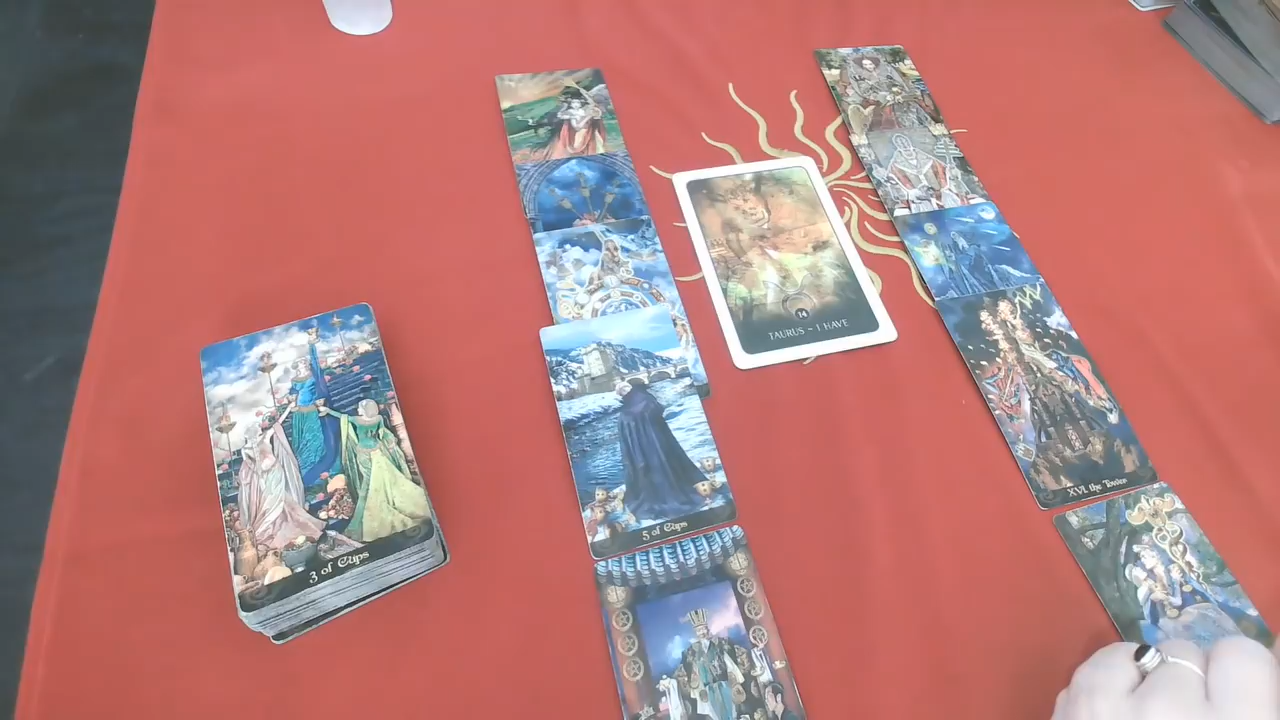 14
TAURUS ~ I HAVE
3 of Cups
5 of Cups
XVI. the Tower